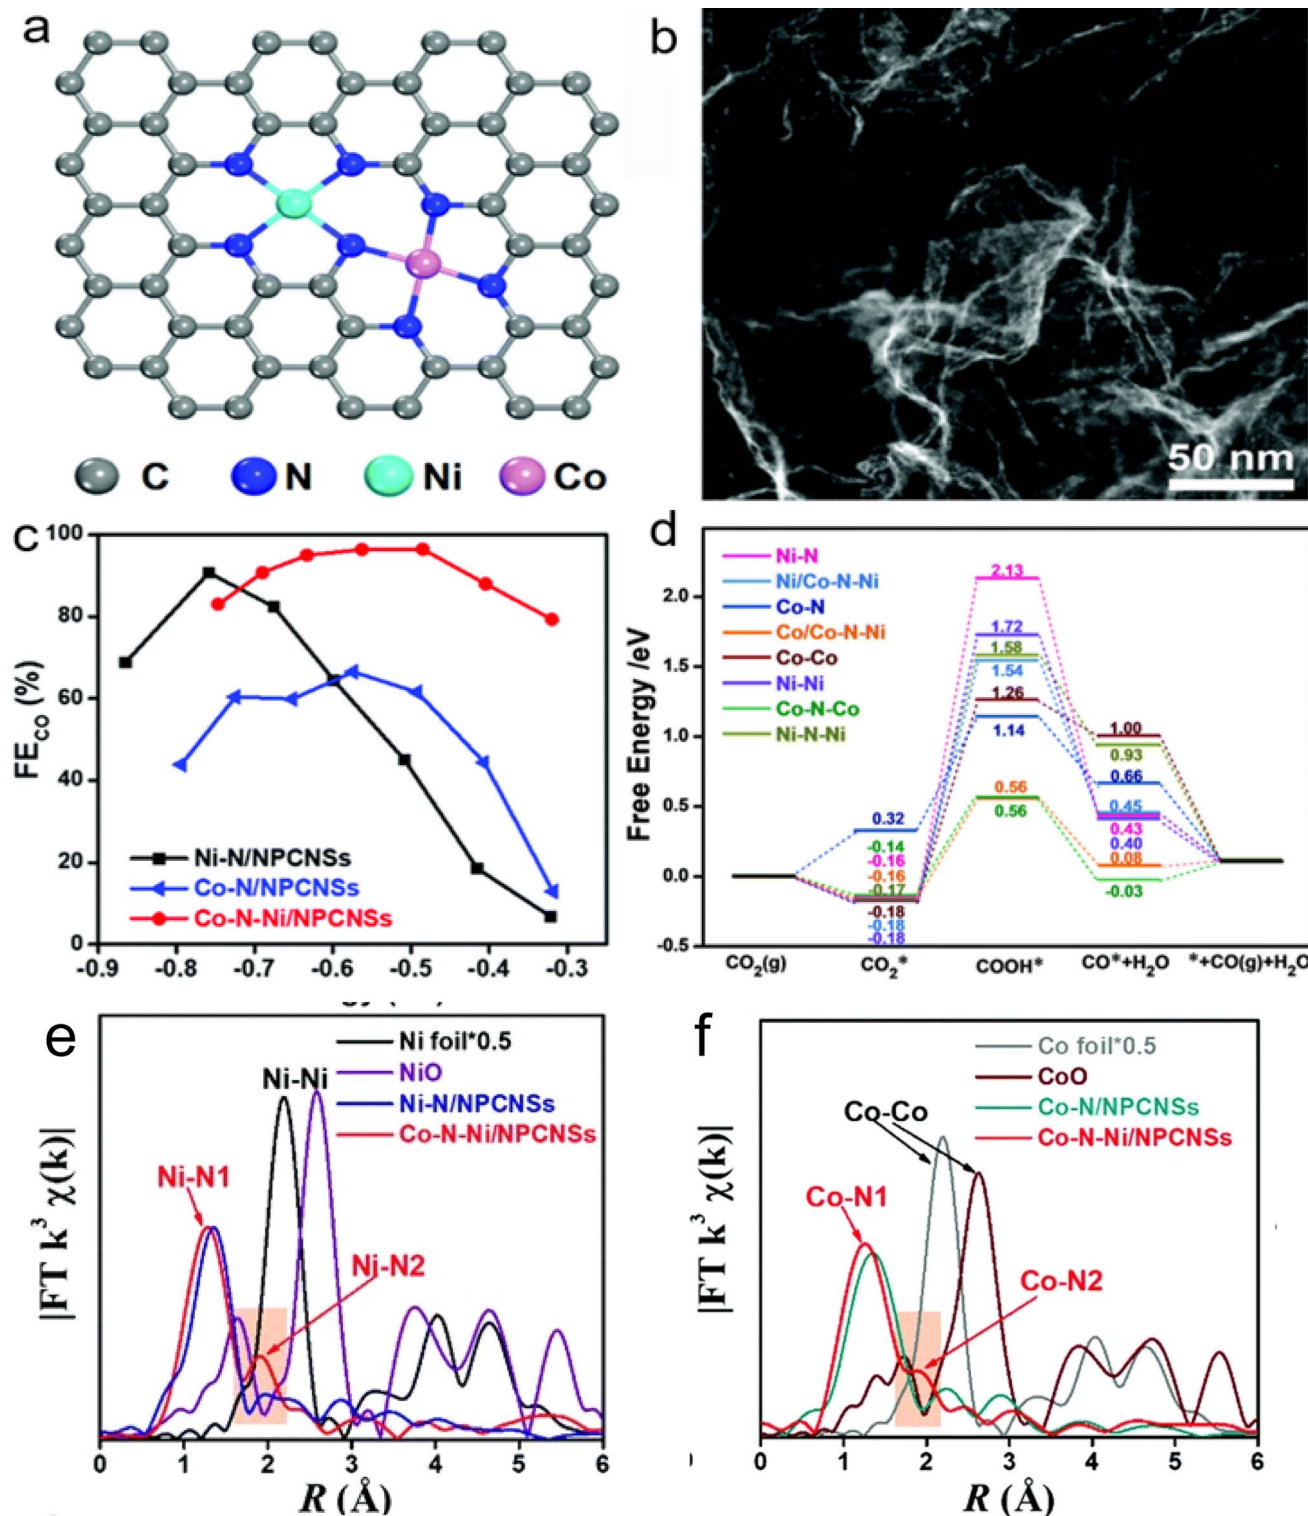 a
C
N
Ni
Co
b
50 nm
c
100
80
60
40
20
0
FE_CO (%)
Ni-N/NPCNSs
Co-N/NPCNSs
Co-N-Ni/NPCNSs
-0.9 -0.8 -0.7 -0.6 -0.5 -0.4 -0.3
d
Free Energy /eV
2.0
1.5
1.0
0.5
0.0
-0.5
Ni-N
Ni/Co-N-Ni
Co-N
Co/Co-N-Ni
Co-Co
Ni-Ni
Co-N-Co
Ni-N-Ni
0.32
-0.14
-0.16
-0.16
-0.17
-0.18
-0.18
-0.18
2.13
1.72
1.58
1.54
1.26
1.14
0.56
0.56
1.00
0.93
0.66
0.45
0.43
0.40
0.08
-0.03
CO₂(g) CO₂* COOH* CO*+H₂O *+CO(g)+H₂O
e
|FT k³ χ(k)|
Ni foil*0.5
NiO
Ni-N/NPCNSs
Co-N-Ni/NPCNSs
Ni-Ni
Ni-N1
Ni-N2
0 1 2 3 4 5 6
R (Å)
f
|FT k³ χ(k)|
Co foil*0.5
CoO
Co-N/NPCNSs
Co-N-Ni/NPCNSs
Co-Co
Co-N1
Co-N2
0 1 2 3 4 5 6
R (Å)